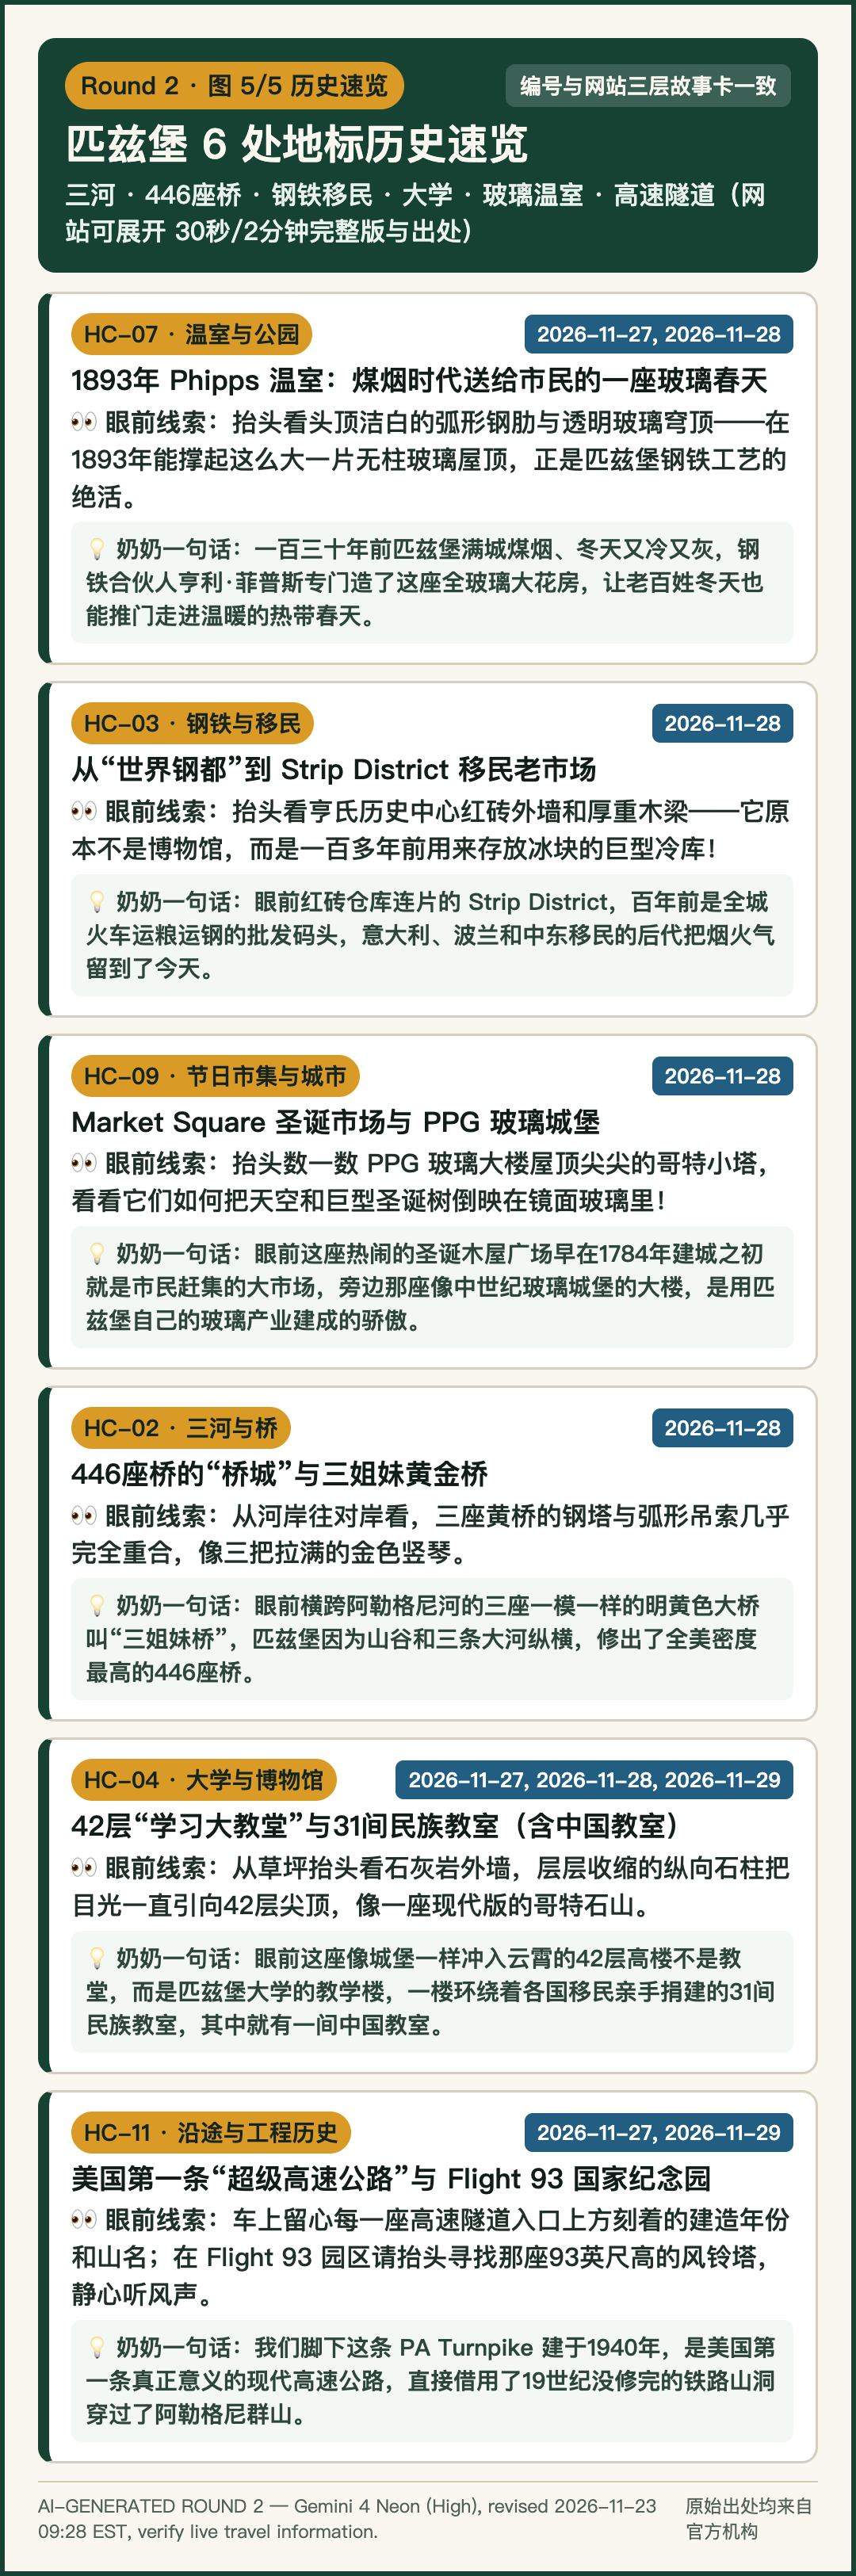 Round 2 · 图 5/5 历史速览
编号与网站三层故事卡一致
匹兹堡 6 处地标历史速览
三河 · 446座桥 · 钢铁移民 · 大学 · 玻璃温室 · 高速隧道（网
站可展开 30秒/2分钟完整版与出处）
HC-07 · 温室与公园
2026-11-27, 2026-11-28
1893年 Phipps 温室：煤烟时代送给市民的一座玻璃春天
👀 眼前线索：抬头看头顶洁白的弧形钢肋与透明玻璃穹顶——在
1893年能撑起这么大一片无柱玻璃屋顶，正是匹兹堡钢铁工艺的
绝活。
💡 奶奶一句话：一百三十年前匹兹堡满城煤烟、冬天又冷又灰，钢
铁合伙人亨利·菲普斯专门造了这座全玻璃大花房，让老百姓冬天也
能推门走进温暖的热带春天。
HC-03 · 钢铁与移民
2026-11-28
从“世界钢都”到 Strip District 移民老市场
👀 眼前线索：抬头看亨氏历史中心红砖外墙和厚重木梁——它原
本不是博物馆，而是一百多年前用来存放冰块的巨型冷库！
💡 奶奶一句话：眼前红砖仓库连片的 Strip District，百年前是全城
火车运粮运钢的批发码头，意大利、波兰和中东移民的后代把烟火气
留到了今天。
HC-09 · 节日市集与城市
2026-11-28
Market Square 圣诞市场与 PPG 玻璃城堡
👀 眼前线索：抬头数一数 PPG 玻璃大楼屋顶尖尖的哥特小塔，
看看它们如何把天空和巨型圣诞树倒映在镜面玻璃里！
💡 奶奶一句话：眼前这座热闹的圣诞木屋广场早在1784年建城之初
就是市民赶集的大市场，旁边那座像中世纪玻璃城堡的大楼，是用匹
兹堡自己的玻璃产业建成的骄傲。
HC-02 · 三河与桥
2026-11-28
446座桥的“桥城”与三姐妹黄金桥
👀 眼前线索：从河岸往对岸看，三座黄桥的钢塔与弧形吊索几乎
完全重合，像三把拉满的金色竖琴。
💡 奶奶一句话：眼前横跨阿勒格尼河的三座一模一样的明黄色大桥
叫“三姐妹桥”，匹兹堡因为山谷和三条大河纵横，修出了全美密度
最高的446座桥。
HC-04 · 大学与博物馆
2026-11-27, 2026-11-28, 2026-11-29
42层“学习大教堂”与31间民族教室（含中国教室）
👀 眼前线索：从草坪抬头看石灰岩外墙，层层收缩的纵向石柱把
目光一直引向42层尖顶，像一座现代版的哥特石山。
💡 奶奶一句话：眼前这座像城堡一样冲入云霄的42层高楼不是教
堂，而是匹兹堡大学的教学楼，一楼环绕着各国移民亲手捐建的31间
民族教室，其中就有一间中国教室。
HC-11 · 沿途与工程历史
2026-11-27, 2026-11-29
美国第一条“超级高速公路”与 Flight 93 国家纪念园
👀 眼前线索：车上留心每一座高速隧道入口上方刻着的建造年份
和山名；在 Flight 93 园区请抬头寻找那座93英尺高的风铃塔，
静心听风声。
💡 奶奶一句话：我们脚下这条 PA Turnpike 建于1940年，是美国第
一条真正意义的现代高速公路，直接借用了19世纪没修完的铁路山洞
穿过了阿勒格尼群山。
AI-GENERATED ROUND 2 — Gemini 4 Neon (High), revised 2026-11-23
09:28 EST, verify live travel information.
原始出处均来自
官方机构